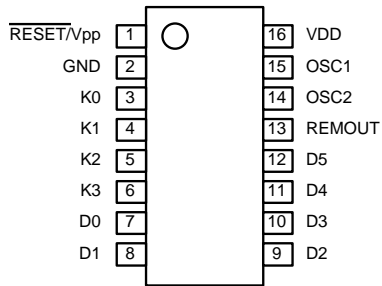 RESET/Vpp 1 16 VDD
GND 2 15 OSC1
K0 3 14 OSC2
K1 4 13 REMOUT
K2 5 12 D5
K3 6 11 D4
D0 7 10 D3
D1 8 9 D2